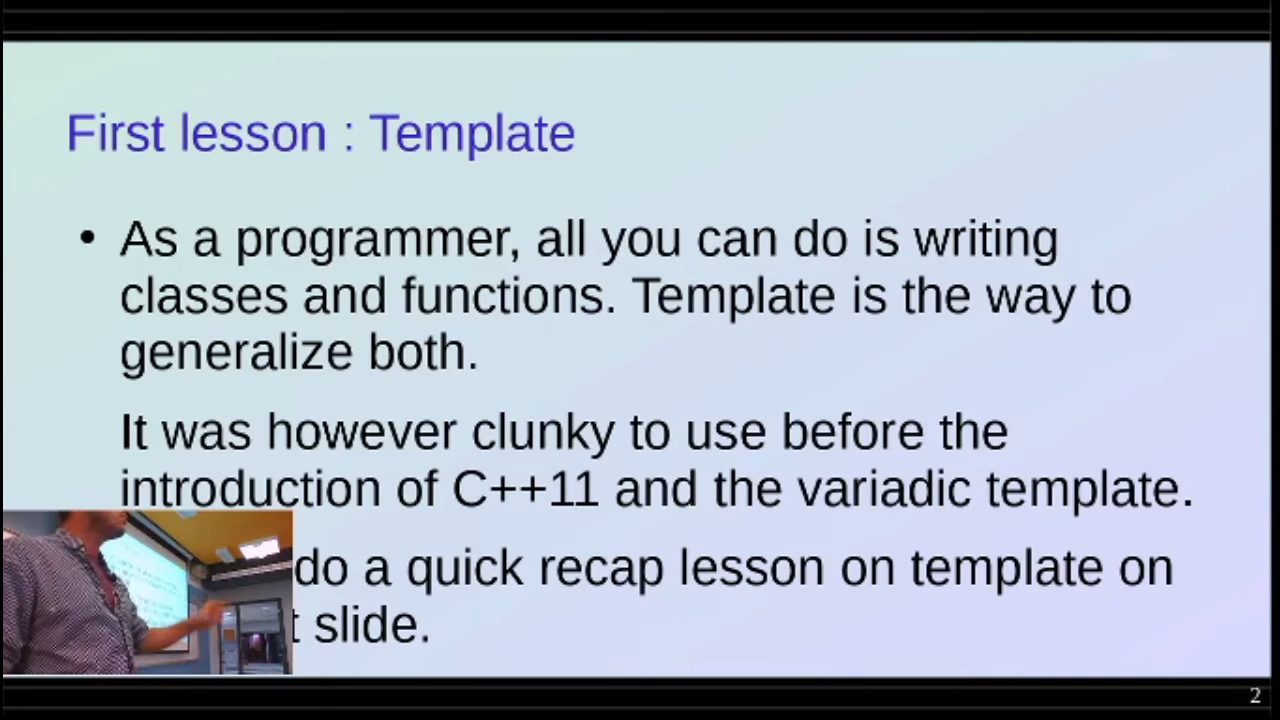 First lesson : Template
• As a programmer, all you can do is writing
classes and functions. Template is the way to
generalize both.
It was however clunky to use before the
introduction of C++11 and the variadic template.
do a quick recap lesson on template on
slide.
2